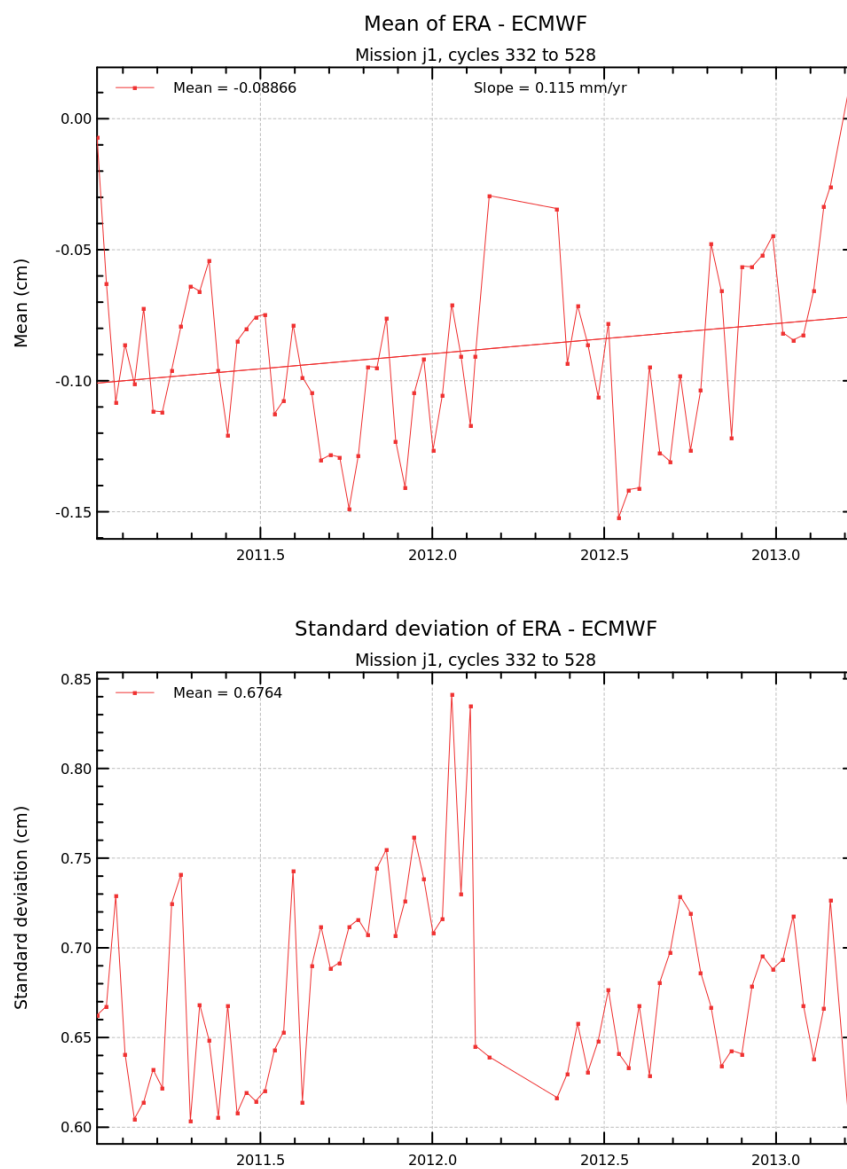 Mean of ERA - ECMWF
Mission j1, cycles 332 to 528
Mean = -0.08866 Slope = 0.115 mm/yr
0.00
-0.05
-0.10
-0.15
Mean (cm)
2011.5 2012.0 2012.5 2013.0
Standard deviation of ERA - ECMWF
Mission j1, cycles 332 to 528
Mean = 0.6764
0.85
0.80
0.75
0.70
0.65
0.60
Standard deviation (cm)
2011.5 2012.0 2012.5 2013.0